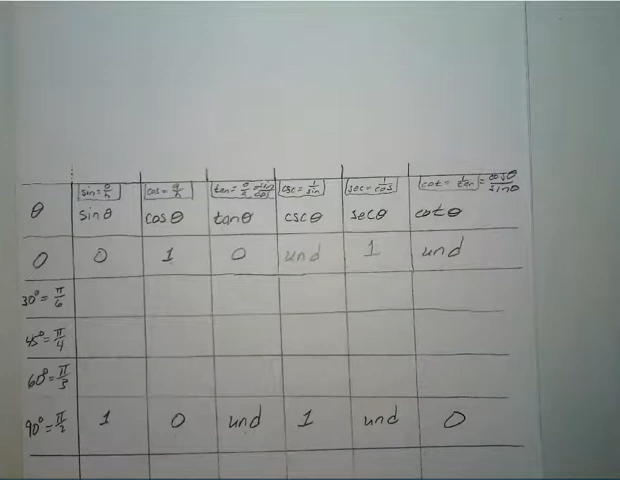 sin = o/h cos = a/h tan = o/a sin/cos csc = 1/sin sec = 1/cos cot = 1/tan = cosθ/sinθ
θ sinθ cosθ tanθ cscθ secθ cotθ
0 0 1 0 und 1 und
30° = π/6
45° = π/4
60° = π/3
90° = π/2 1 0 und 1 und 0